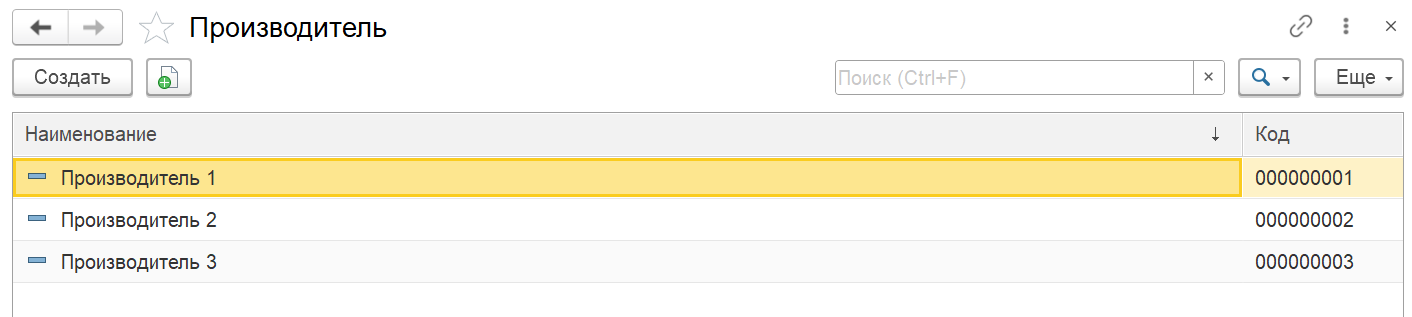 Производитель
Создать Поиск (Ctrl+F) Еще
Наименование Код
Производитель 1 000000001
Производитель 2 000000002
Производитель 3 000000003